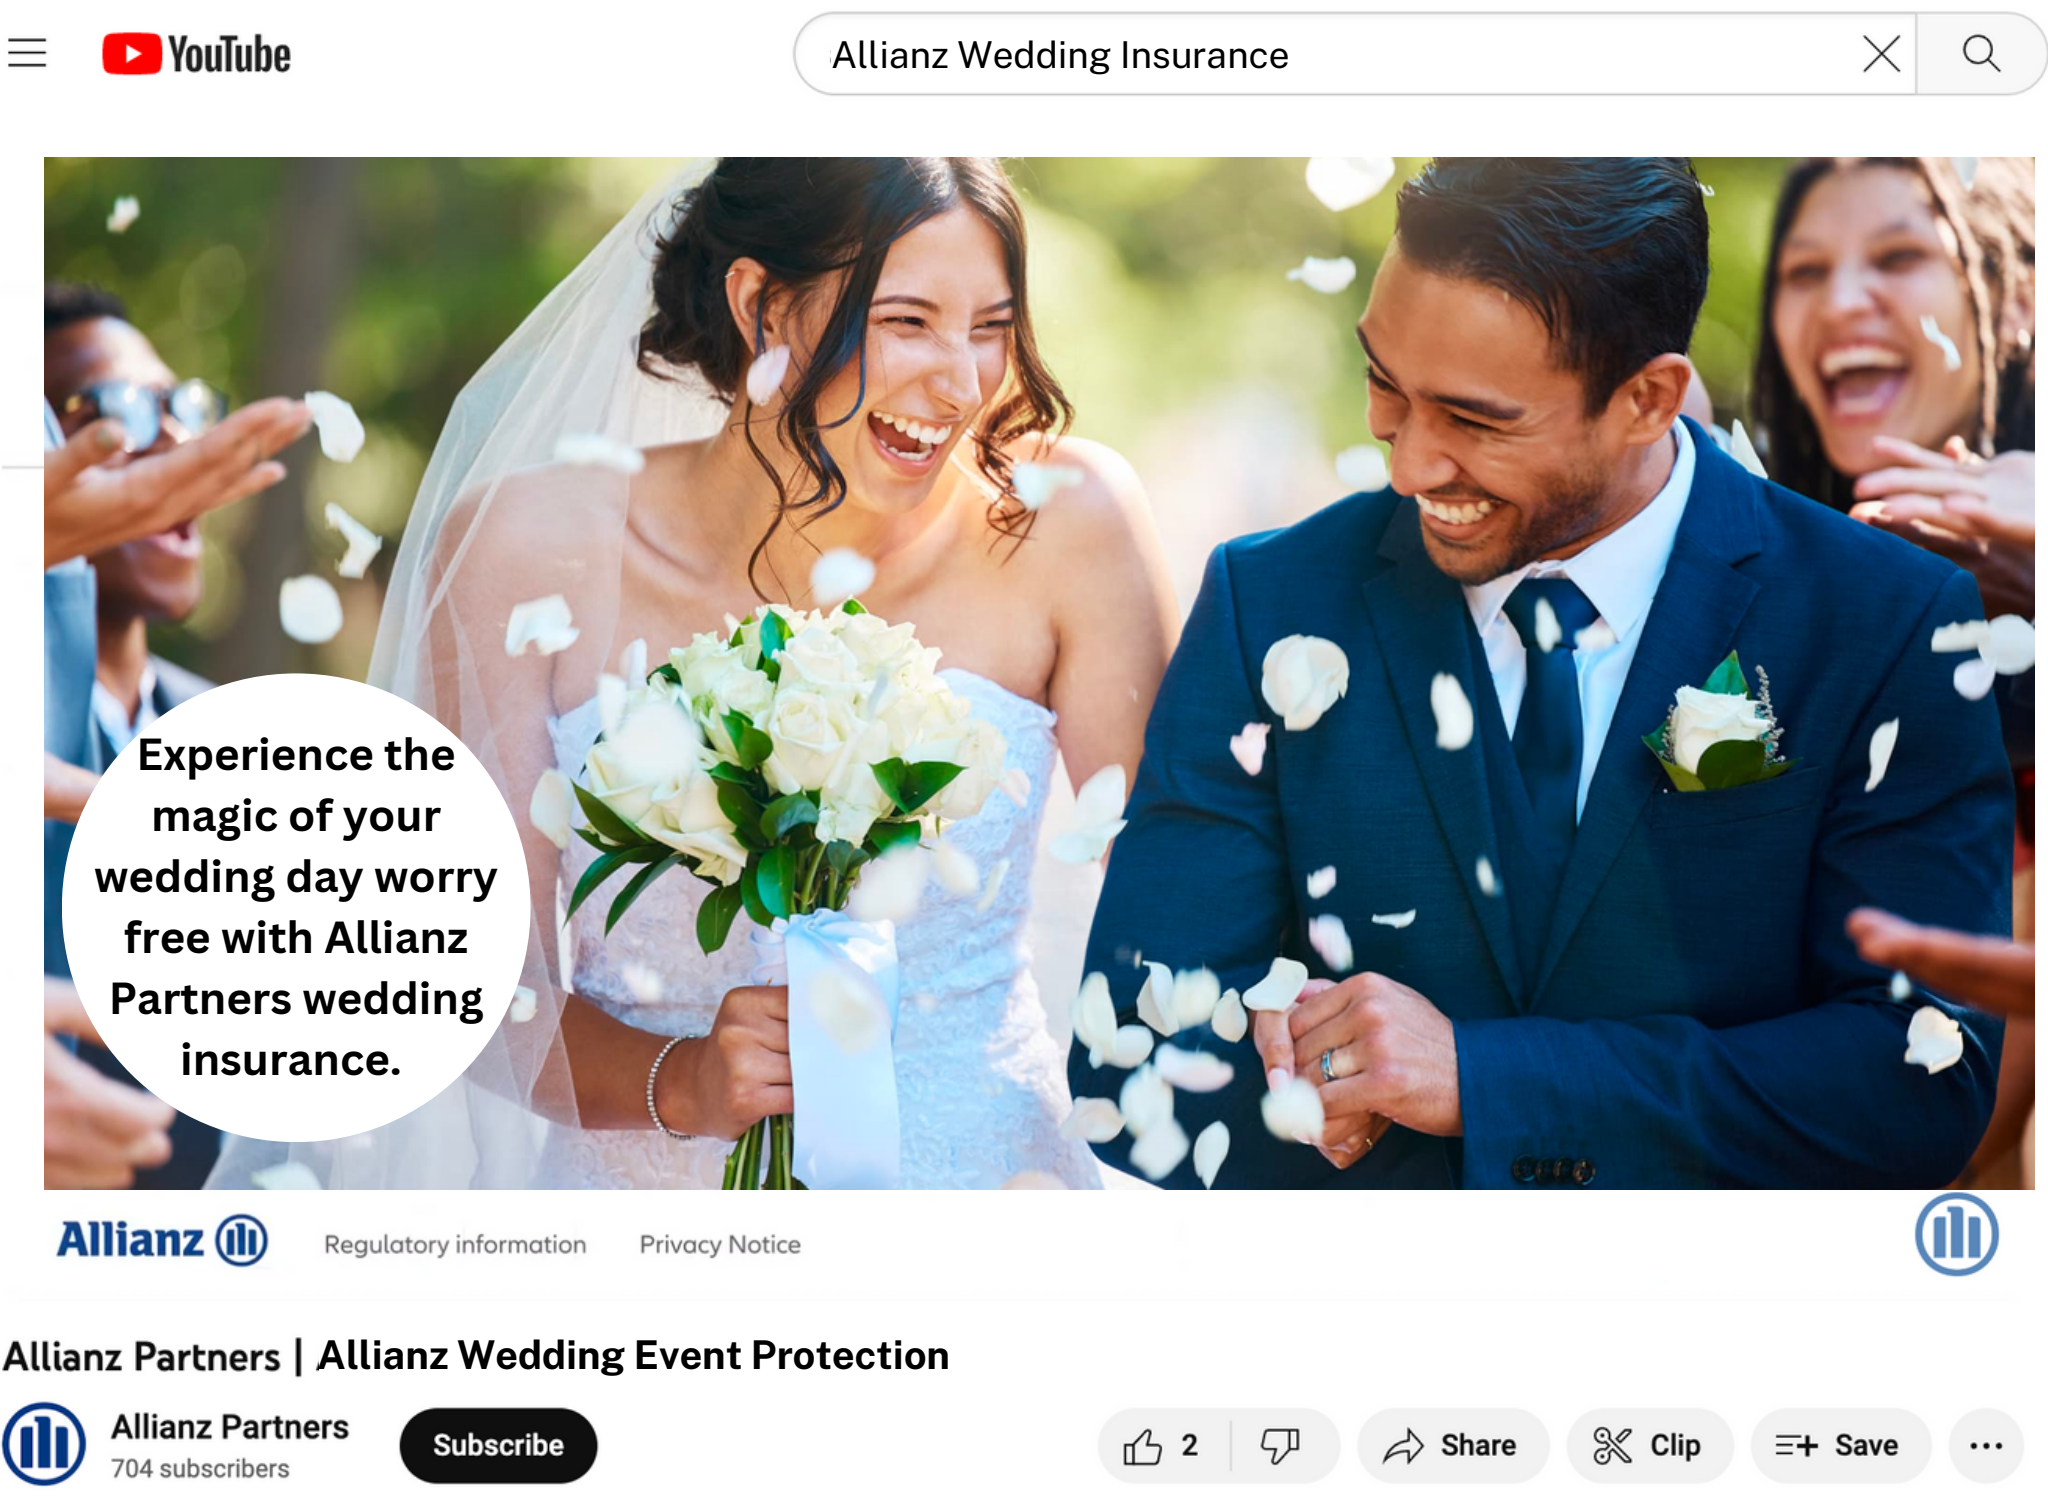 YouTube
Allianz Wedding Insurance
Experience the
magic of your
wedding day worry
free with Allianz
Partners wedding
insurance.
Allianz
Regulatory information
Privacy Notice
Allianz Partners | Allianz Wedding Event Protection
Allianz Partners
704 subscribers
Subscribe
2
Share
Clip
Save